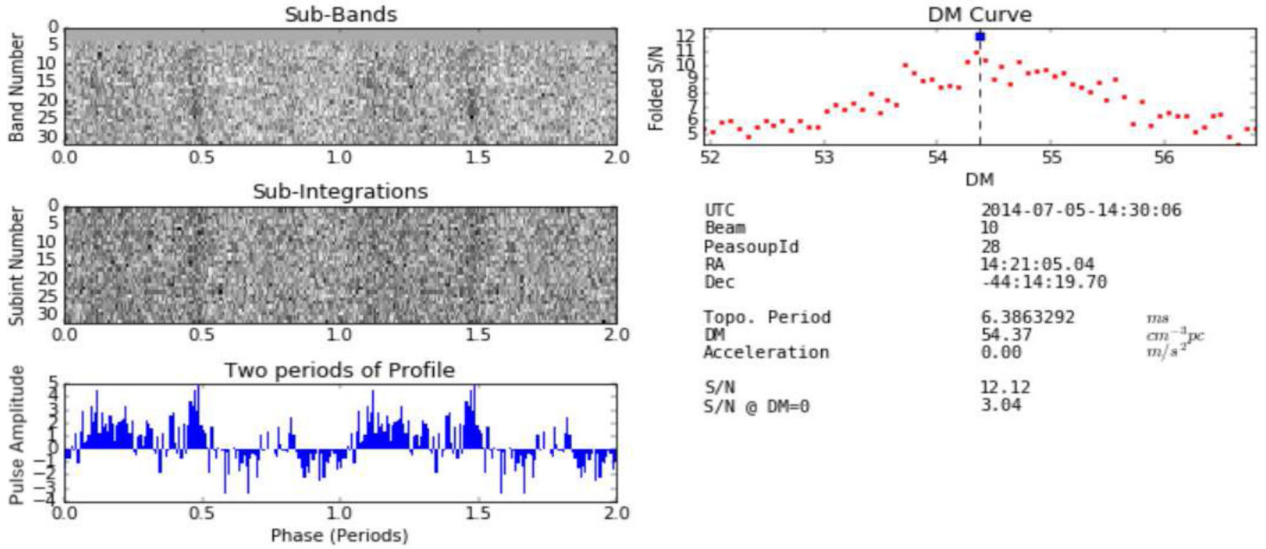 Sub-Bands
Band Number
0
5
10
15
20
25
30
0.0 0.5 1.0 1.5 2.0
Sub-Integrations
Subint Number
0
5
10
15
20
25
30
0.0 0.5 1.0 1.5 2.0
Two periods of Profile
Pulse Amplitude
5
4
3
2
1
0
−1
−2
−3
−4
0.0 0.5 1.0 1.5 2.0
Phase (Periods)
DM Curve
Folded S/N
12
11
10
9
8
7
6
5
52 53 54 55 56
DM
UTC 2014-07-05-14:30:06
Beam 10
PeasoupId 28
RA 14:21:05.04
Dec -44:14:19.70
Topo. Period 6.3863292 ms
DM 54.37 cm⁻³pc
Acceleration 0.00 m/s²
S/N 12.12
S/N @ DM=0 3.04